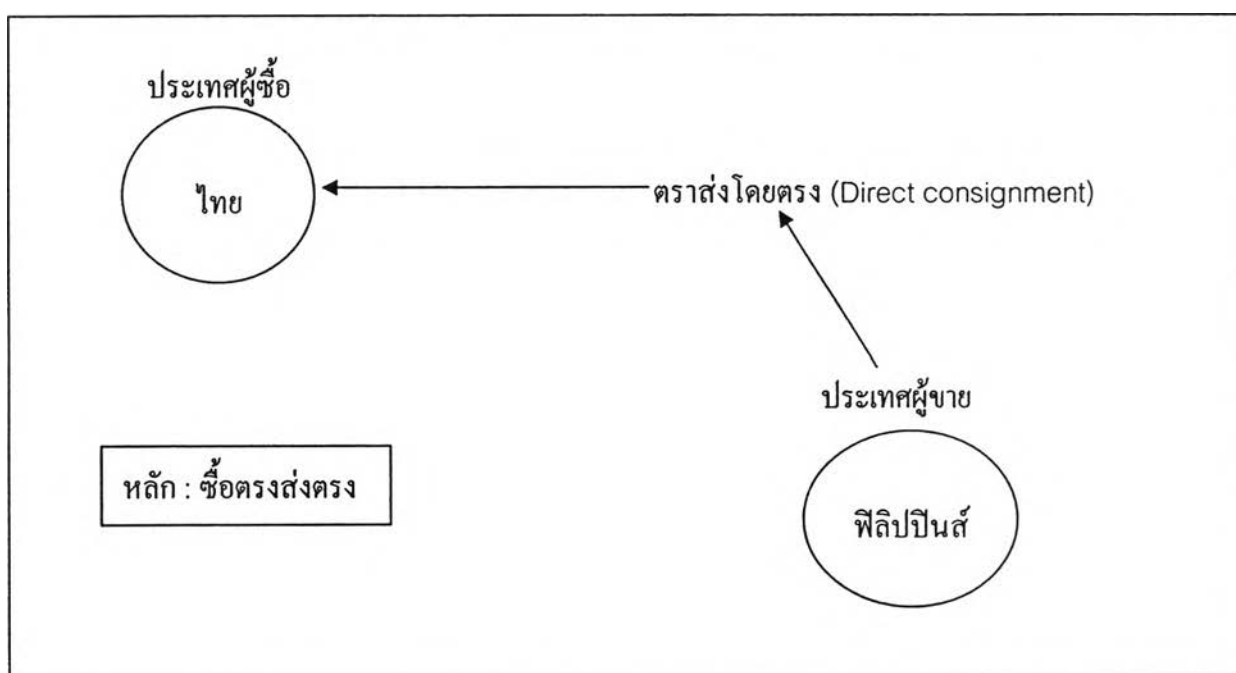 ประเทศผู้ซื้อ
ไทย
ตราส่งโดยตรง (Direct consignment)
ประเทศผู้ขาย
หลัก : ซื้อตรงส่งตรง
ฟิลิปปินส์